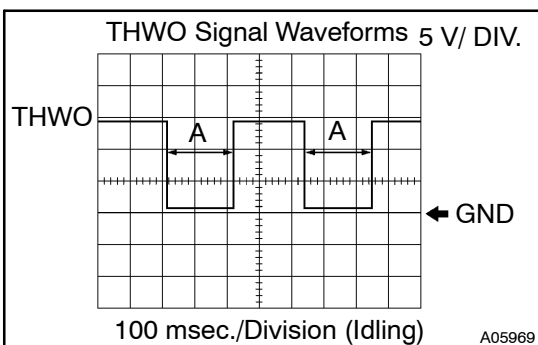 THWO Signal Waveforms 5 V/ DIV.
THWO
A A
GND
100 msec./Division (Idling)
A05969